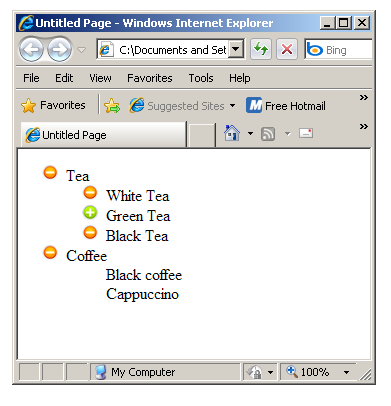 Untitled Page - Windows Internet Explorer
C:\Documents and Set
Bing
File Edit View Favorites Tools Help
Favorites Suggested Sites Free Hotmail
Untitled Page
Tea
White Tea
Green Tea
Black Tea
Coffee
Black coffee
Cappuccino
My Computer 100%